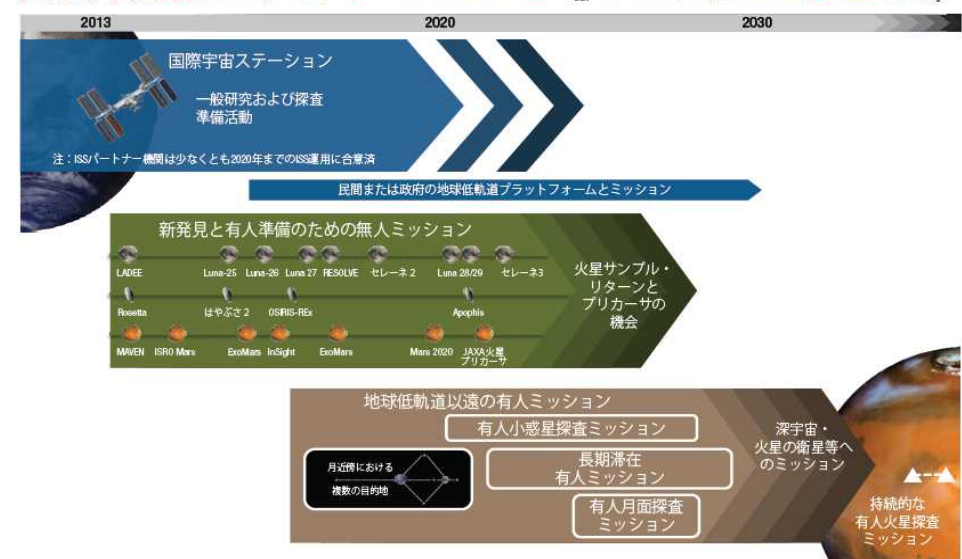 2013 2020 2030
国際宇宙ステーション
一般研究および探査
準備活動
注：ISSパートナー機関は少なくとも2020年までのISS運用に合意済
民間または政府の地球低軌道プラットフォームとミッション
新発見と有人準備のための無人ミッション
LADEE Luna-25 Luna-26 Luna 27 RESOLVE セレーネ2 Luna 28/29 セレーネ3
Rosetta はやぶさ2 OSIRIS-REx Apophis
MAVEN ISRO Mars ExoMars InSight ExoMars Mars 2020 JAXA火星
プリカーサ
火星サンプル・
リターンと
プリカーサの
機会
地球低軌道以遠の有人ミッション
有人小惑星探査ミッション
月近傍における
複数の目的地
長期滞在
有人ミッション
有人月面探査
ミッション
深宇宙・
火星の衛星等へ
のミッション
持続的な
有人火星探査
ミッション